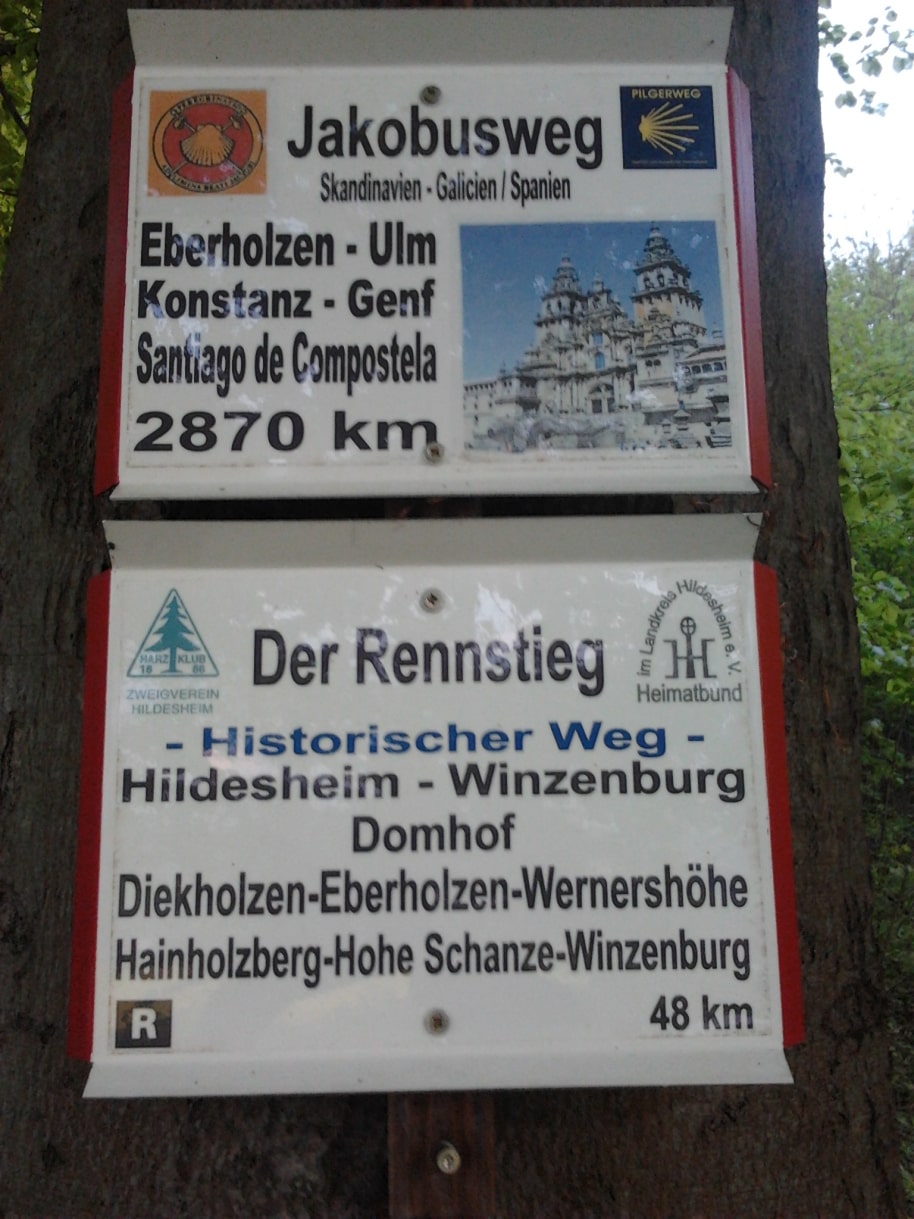 Jakobusweg
PILGERWEG
Skandinavien - Galicien / Spanien
Eberholzen - Ulm
Konstanz - Genf
Santiago de Compostela
2870 km
HARZ KLUB
18 86
ZWEIGVEREIN
HILDESHEIM
Der Rennstieg
im Landkreis Hildesheim e. V.
Heimatbund
- Historischer Weg -
Hildesheim - Winzenburg
Domhof
Diekholzen-Eberholzen-Wernershöhe
Hainholzberg-Hohe Schanze-Winzenburg
R
48 km